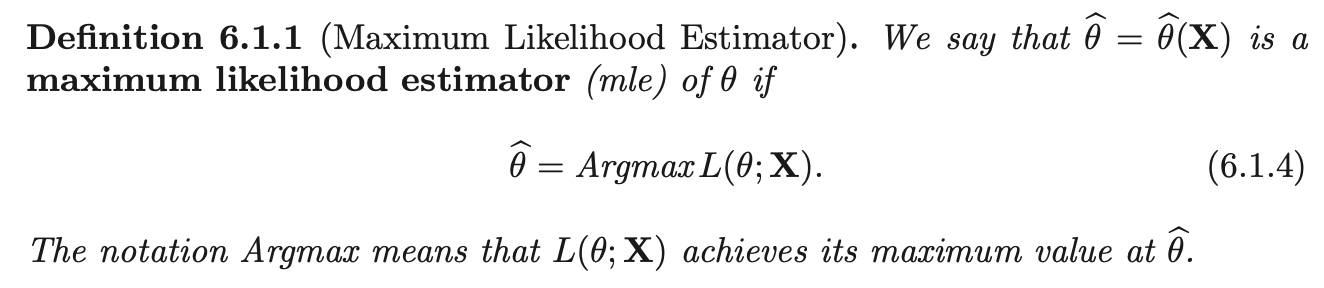 Definition 6.1.1 (Maximum Likelihood Estimator). We say that θ̂ = θ̂(X) is a
maximum likelihood estimator (mle) of θ if
θ̂ = Argmax L(θ; X). (6.1.4)
The notation Argmax means that L(θ; X) achieves its maximum value at θ̂.